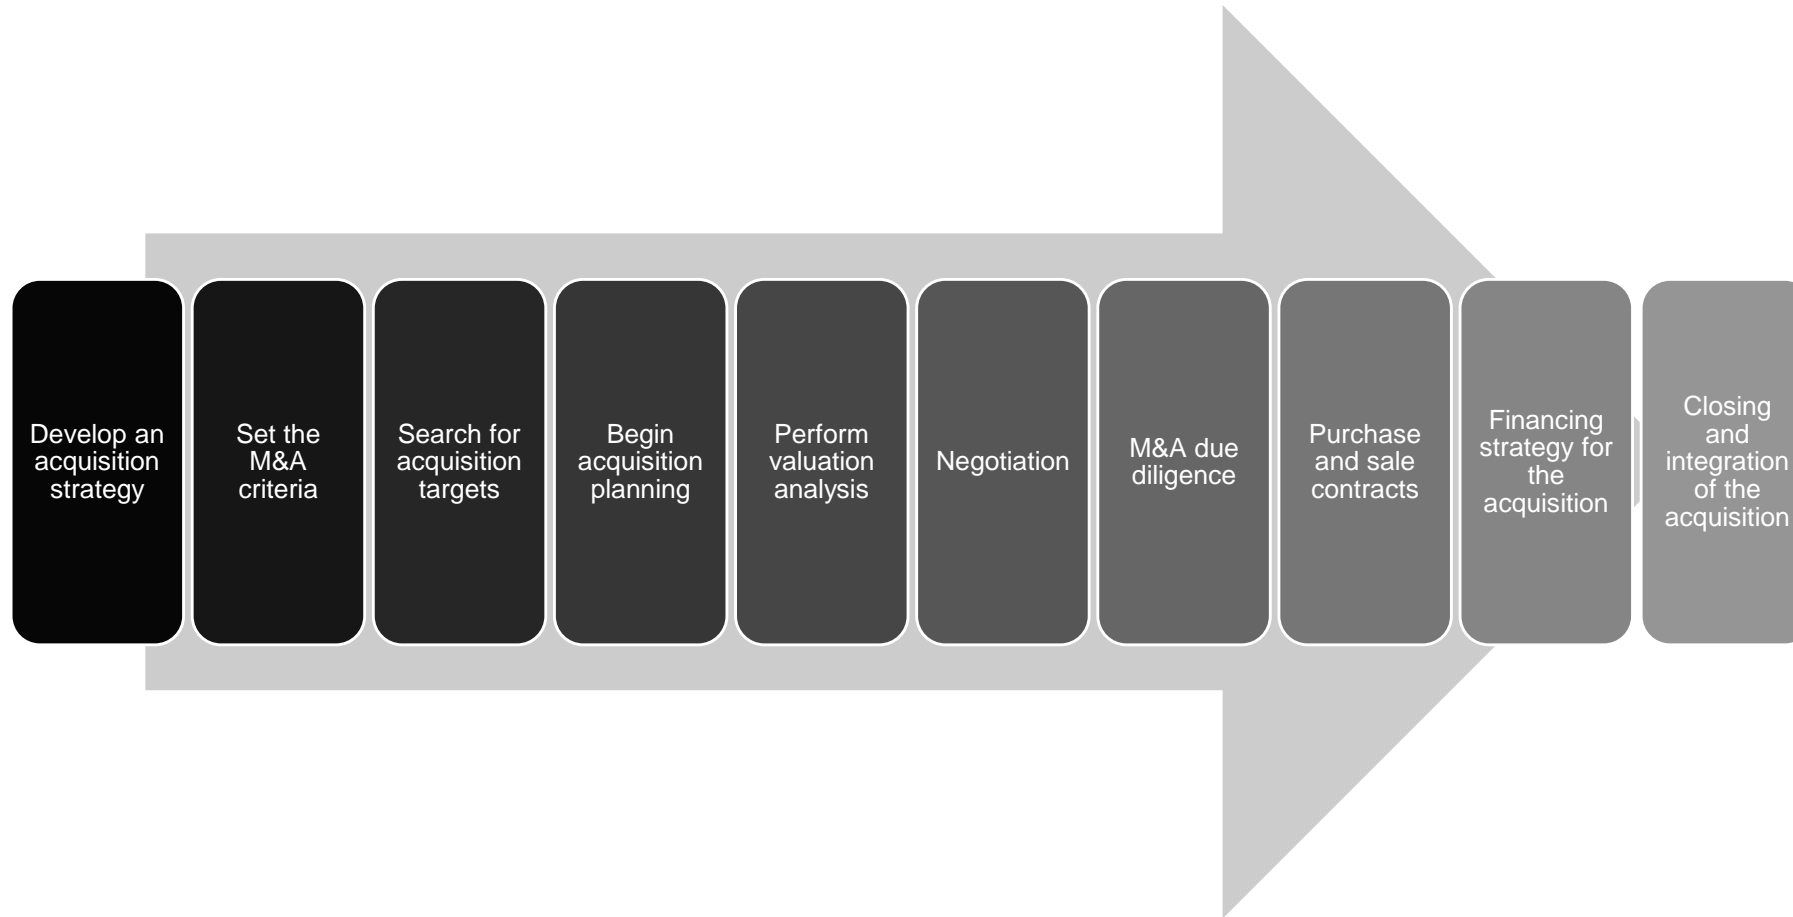 Develop an
acquisition
strategy
Set the
M&A
criteria
Search for
acquisition
targets
Begin
acquisition
planning
Perform
valuation
analysis
Negotiation
M&A due
diligence
Purchase
and sale
contracts
Financing
strategy for
the
acquisition
Closing
and
integration
of the
acquisition